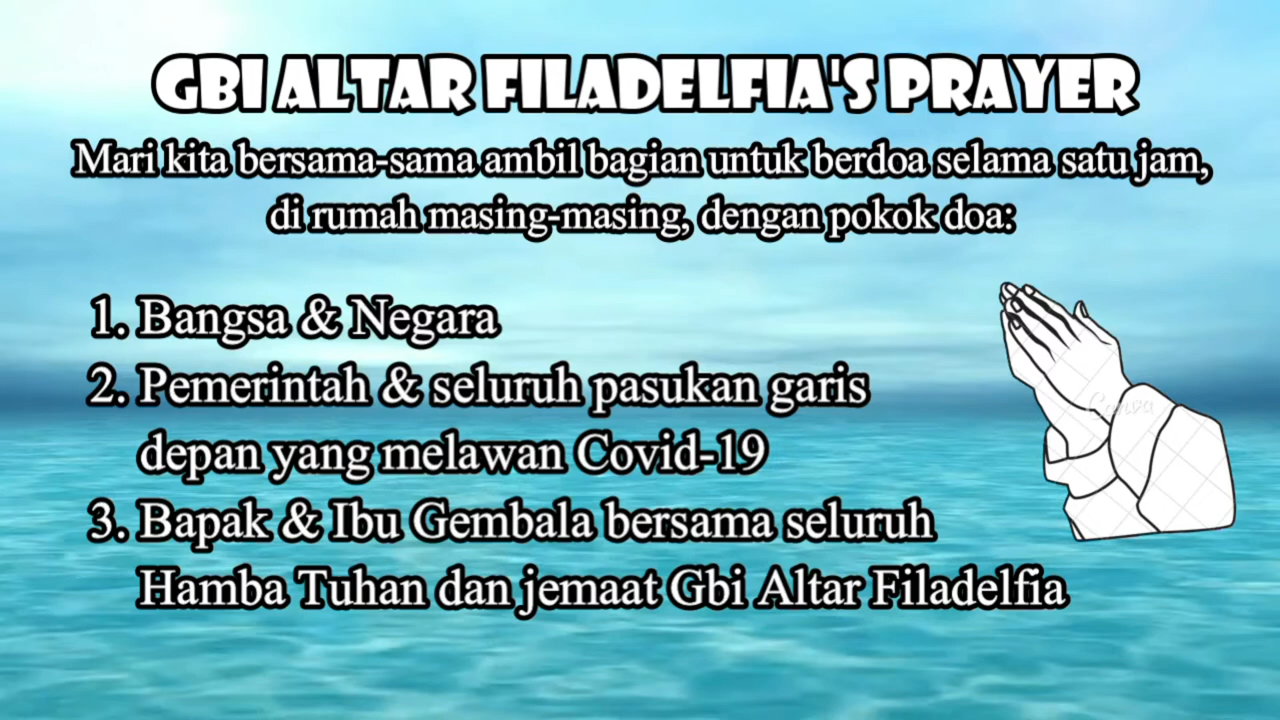 GBI ALTAR FILADELFIA'S PRAYER
Mari kita bersama-sama ambil bagian untuk berdoa selama satu jam,
di rumah masing-masing, dengan pokok doa:
1. Bangsa & Negara
2. Pemerintah & seluruh pasukan garis
depan yang melawan Covid-19
3. Bapak & Ibu Gembala bersama seluruh
Hamba Tuhan dan jemaat Gbi Altar Filadelfia
Canva